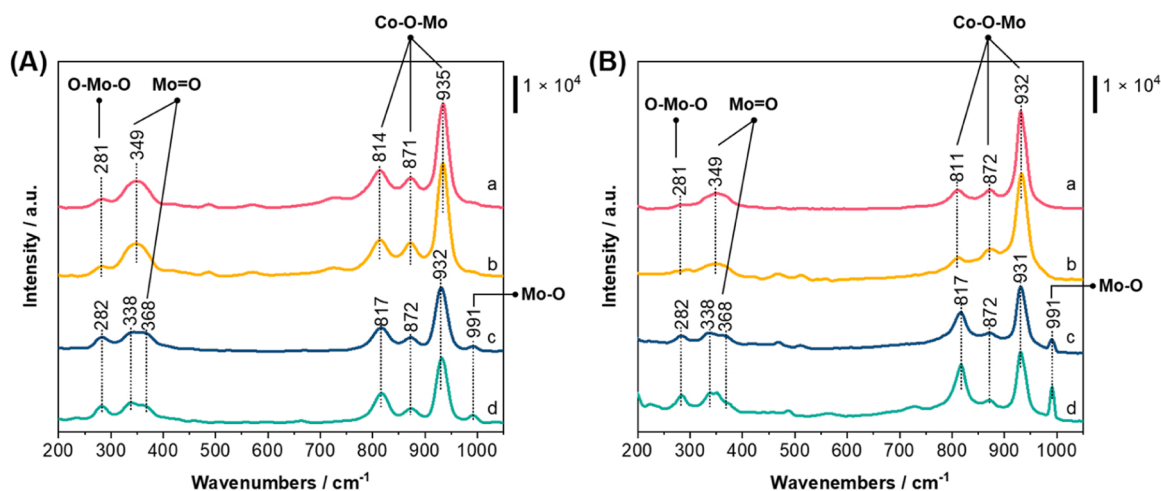 (A)
Co-O-Mo
1 × 10⁴
O-Mo-O
Mo=O
281
349
814
871
935
a
b
282
338
368
817
872
932
991
Mo-O
c
d
Intensity / a.u.
200 300 400 500 600 700 800 900 1000
Wavenumbers / cm⁻¹
(B)
Co-O-Mo
1 × 10⁴
O-Mo-O
Mo=O
281
349
811
872
932
a
b
282
338
368
817
872
931
991
Mo-O
c
d
Intensity / a.u.
200 300 400 500 600 700 800 900 1000
Wavenembers / cm⁻¹